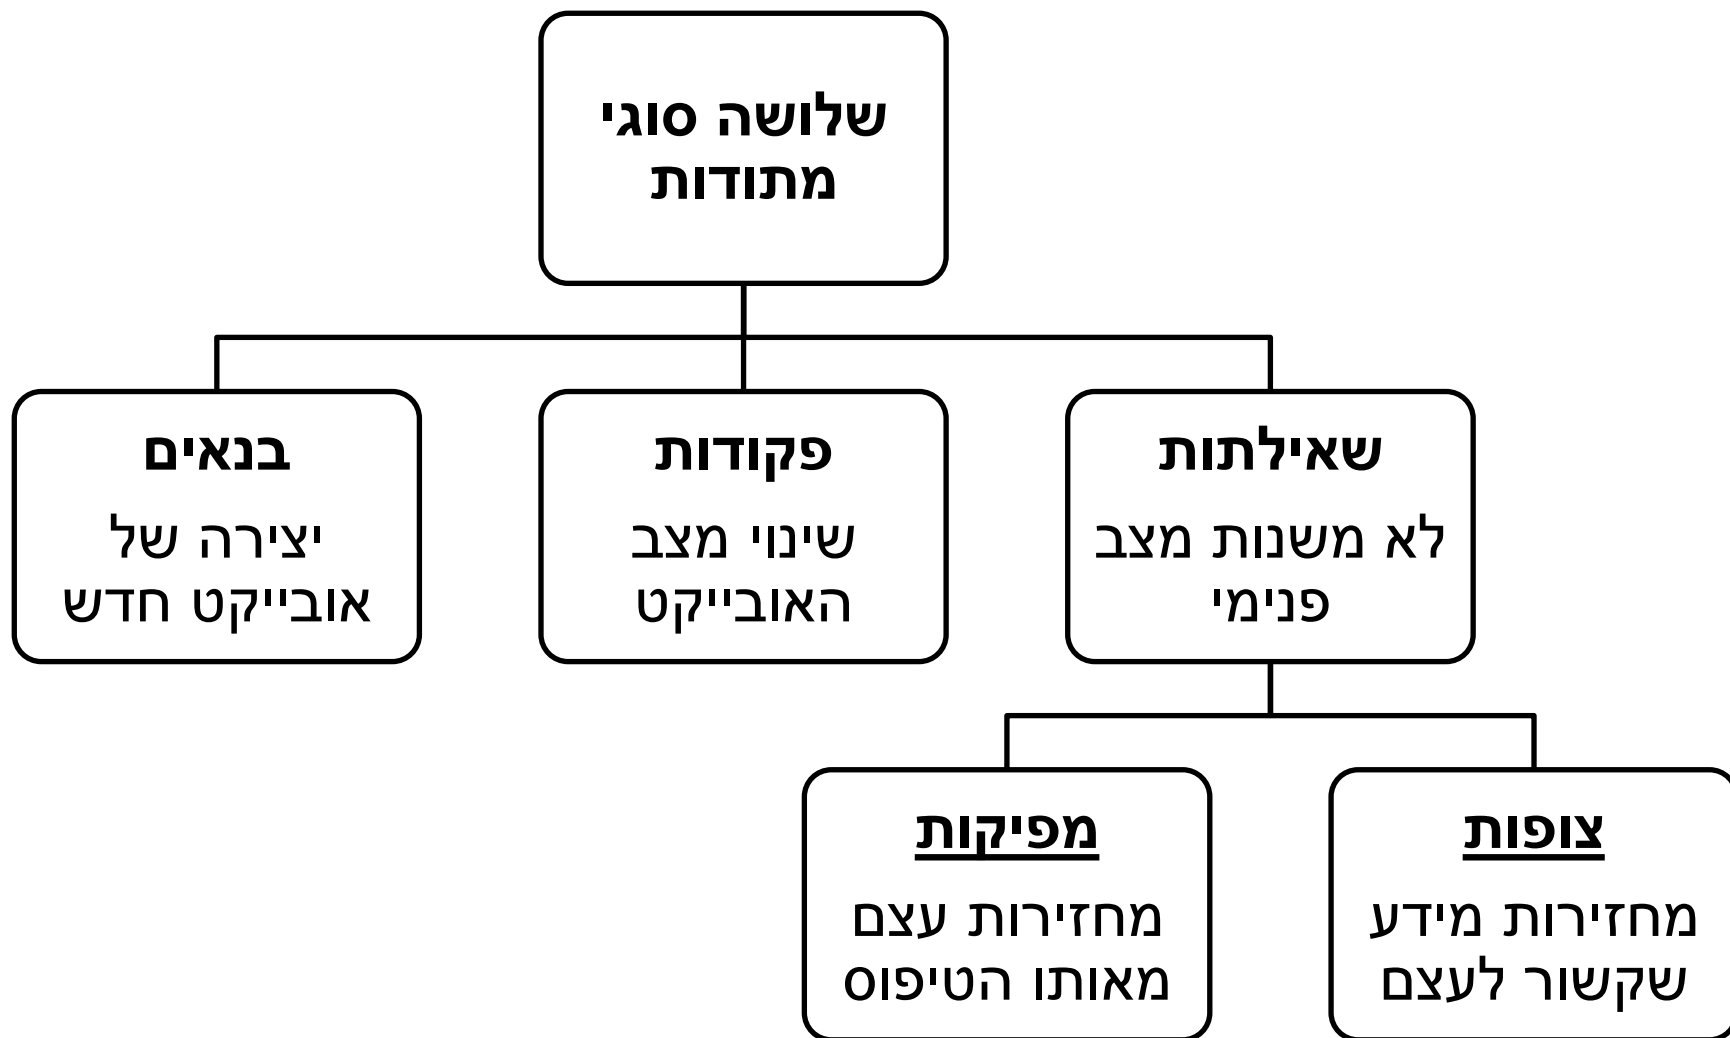 שלושה סוגי
מתודות
שאילתות
לא משנות מצב
פנימי
פקודות
שינוי מצב
האובייקט
בנאים
יצירה של
אובייקט חדש
צופות
מחזירות מידע
שקשור לעצם
מפיקות
מחזירות עצם
מאותו הטיפוס